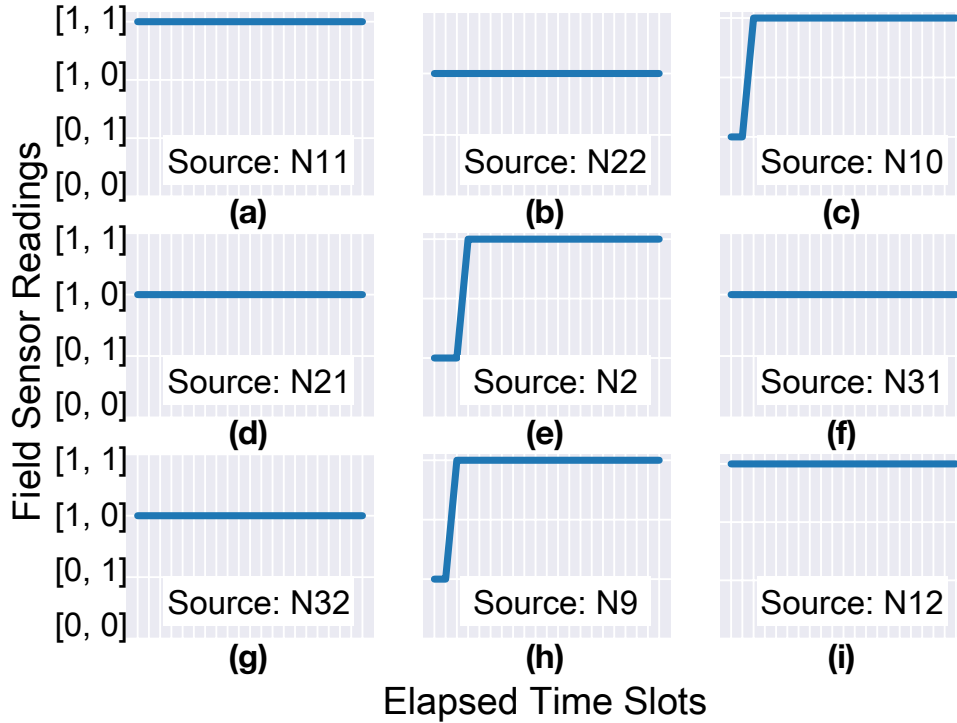 Field Sensor Readings
[1, 1]
[1, 0]
[0, 1]
[0, 0]
Source: N11
Source: N22
Source: N10
(a)
(b)
(c)
[1, 1]
[1, 0]
[0, 1]
[0, 0]
Source: N21
Source: N2
Source: N31
(d)
(e)
(f)
[1, 1]
[1, 0]
[0, 1]
[0, 0]
Source: N32
Source: N9
Source: N12
(g)
(h)
(i)
Elapsed Time Slots